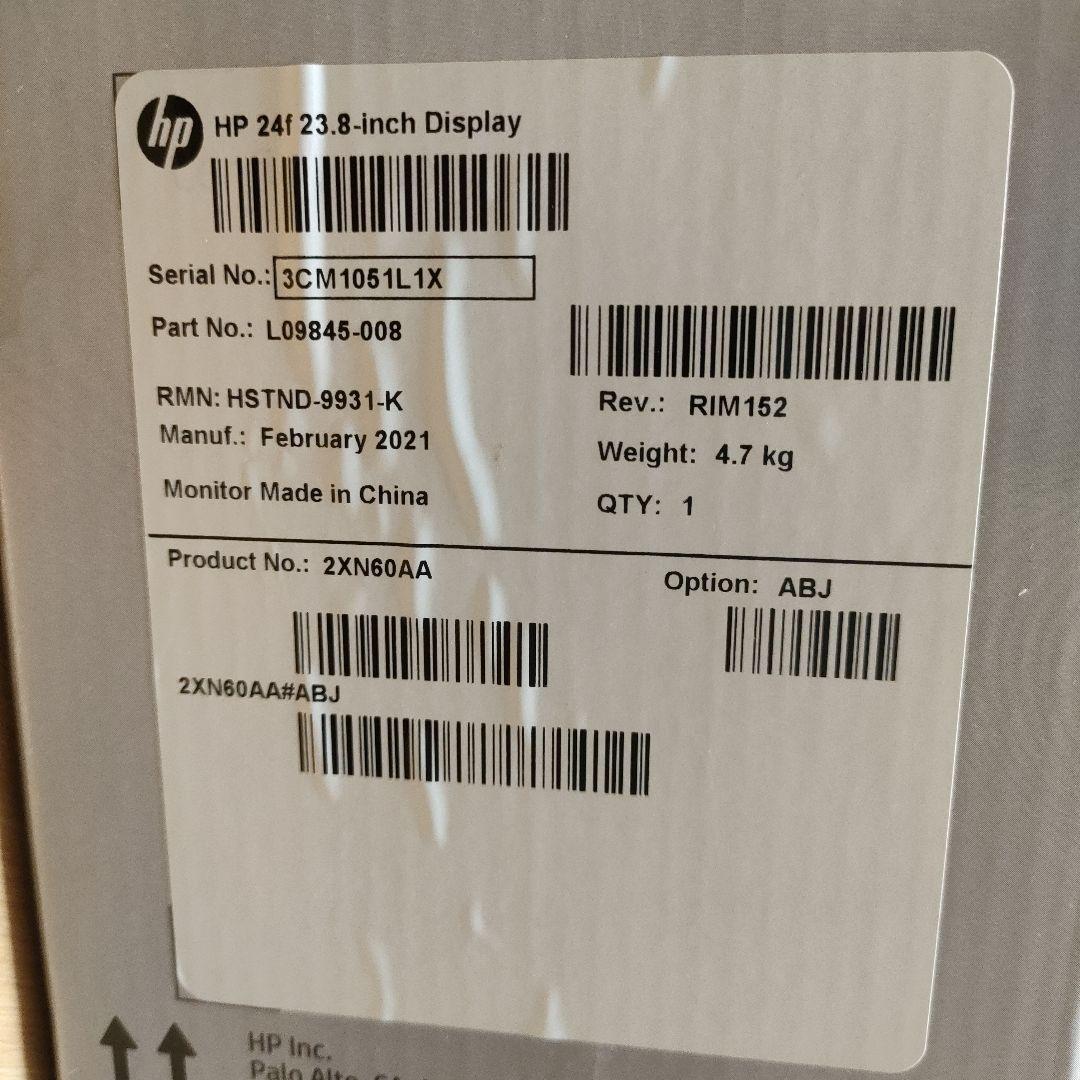 hp HP 24f 23.8-inch Display
Serial No.: 3CM1051L1X
Part No.: L09845-008
RMN: HSTND-9931-K
Rev.: RIM152
Manuf.: February 2021
Weight: 4.7 kg
Monitor Made in China
QTY: 1
Product No.: 2XN60AA
Option: ABJ
2XN60AA#ABJ
HP Inc.
Palo